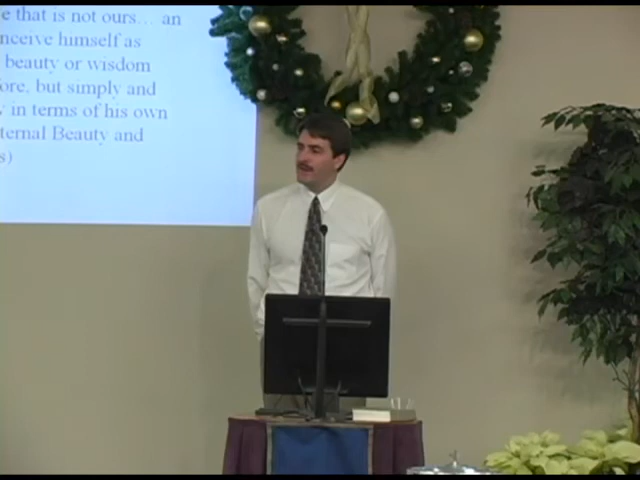 e that is not ours... an
nceive himself as
beauty or wisdom
ore, but simply and
in terms of his own
ternal Beauty and
s)